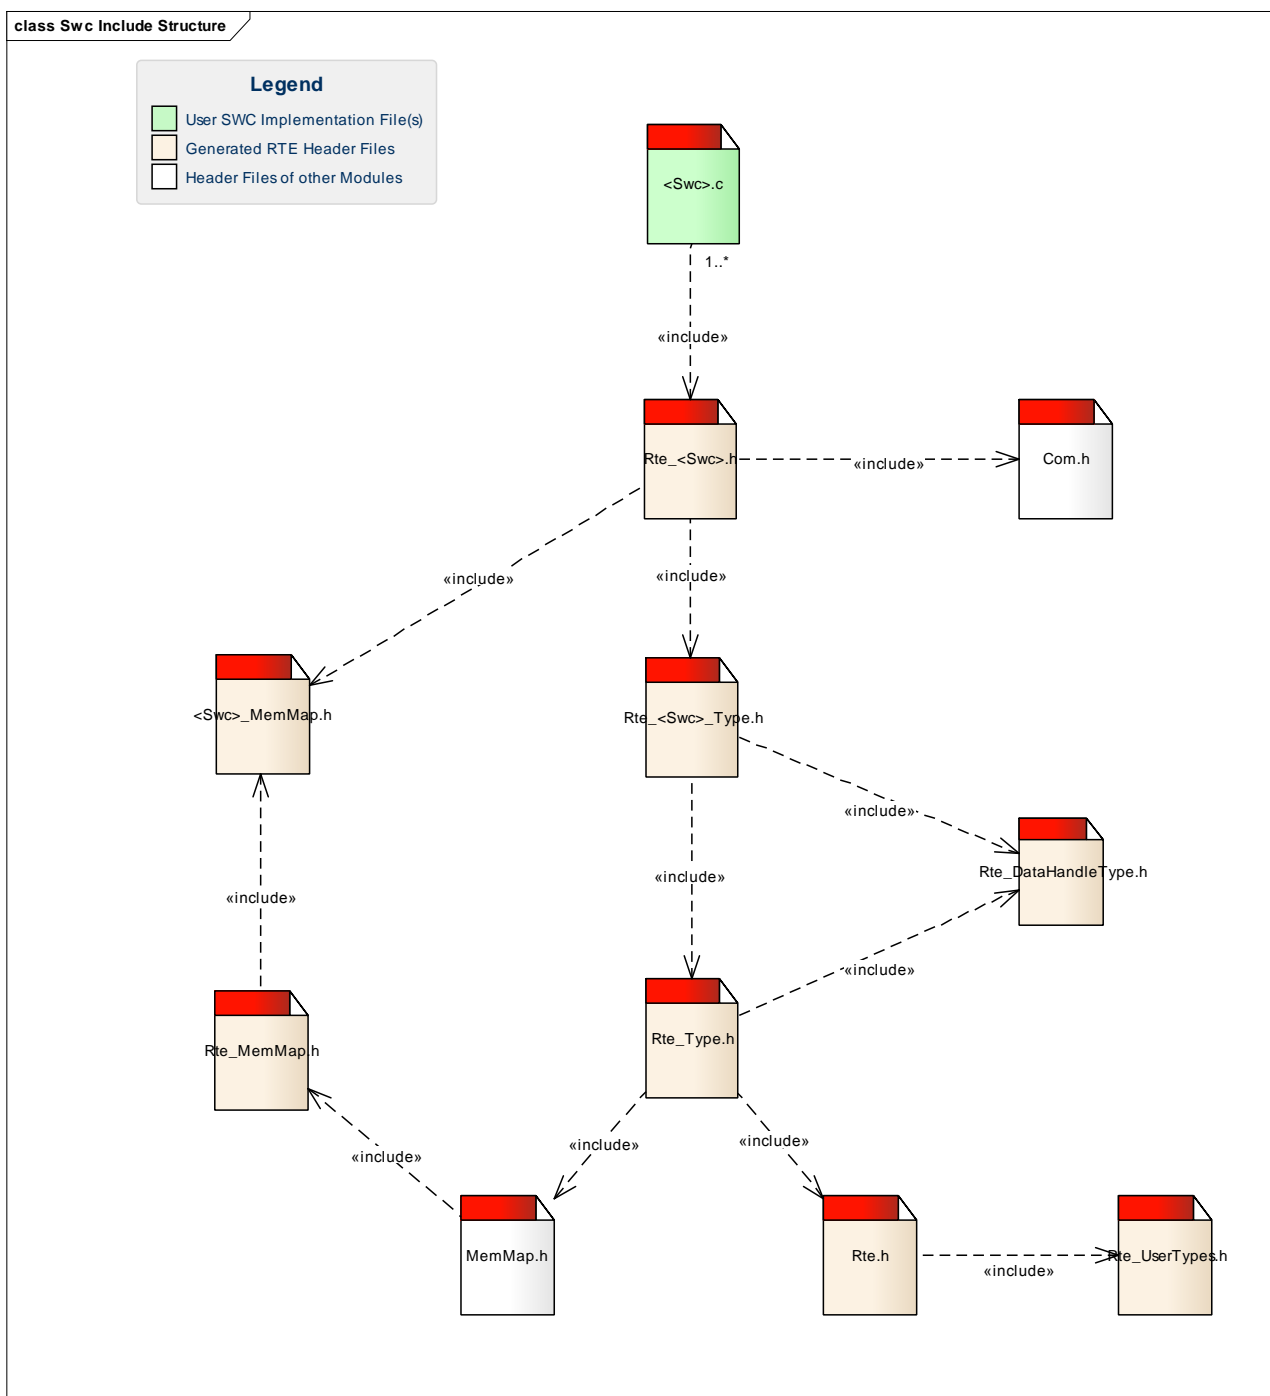 class Swc Include Structure
Legend
User SWC Implementation File(s)
Generated RTE Header Files
Header Files of other Modules
<Swc>.c
1..*
«include»
Rte_<Swc>.h
«include»
Com.h
«include»
«include»
<Swc>_MemMap.h
Rte_<Swc>_Type.h
«include»
Rte_DataHandleType.h
«include»
«include»
«include»
Rte_Type.h
Rte_MemMap.h
«include»
«include»
«include»
MemMap.h
Rte.h
«include»
Rte_UserTypes.h